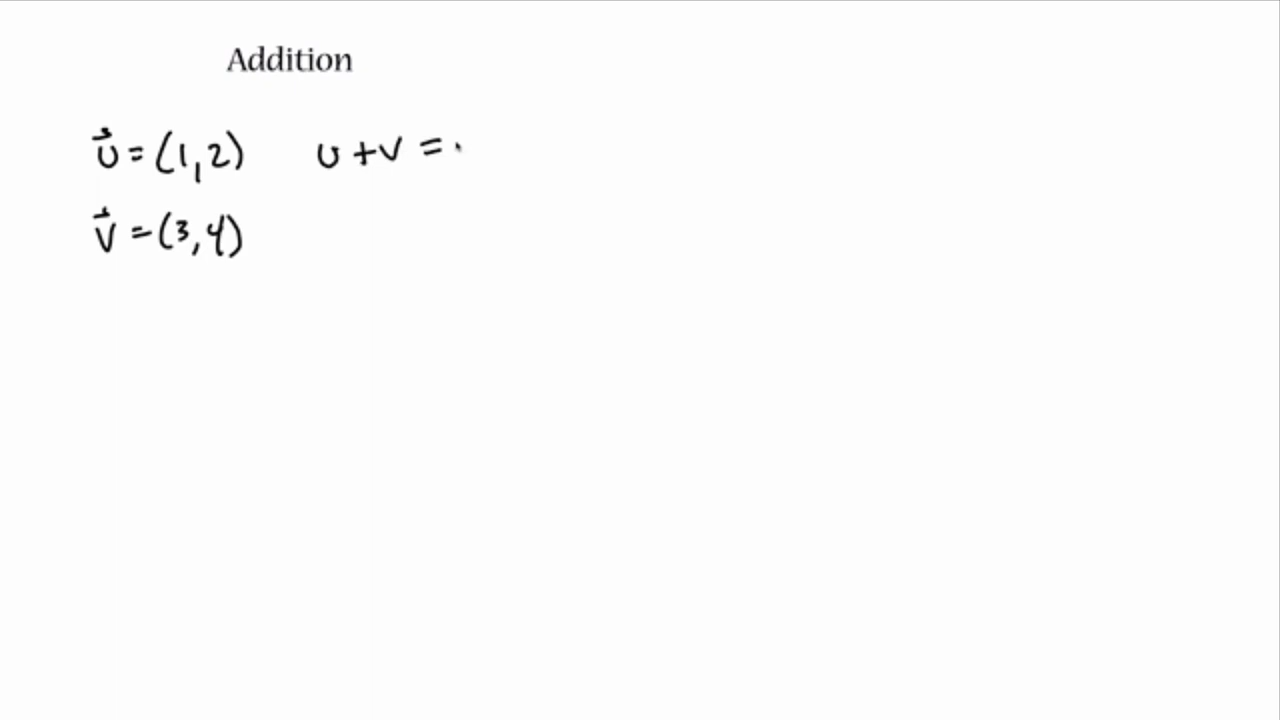 Addition
u⃗ = (1,2) u + v =
v⃗ = (3,4)